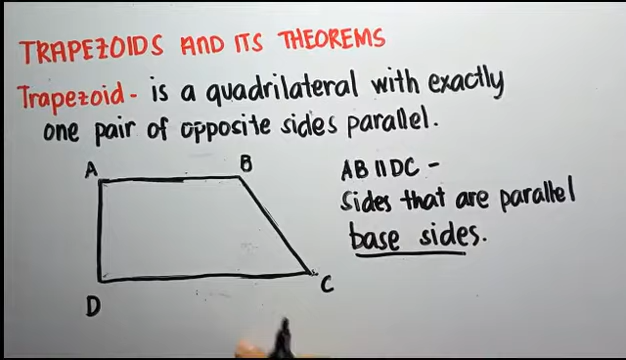 TRAPEZOIDS AND ITS THEOREMS
Trapezoid - is a quadrilateral with exactly
one pair of opposite sides parallel.
A B
AB || DC -
Sides that are parallel
base sides.
C
D